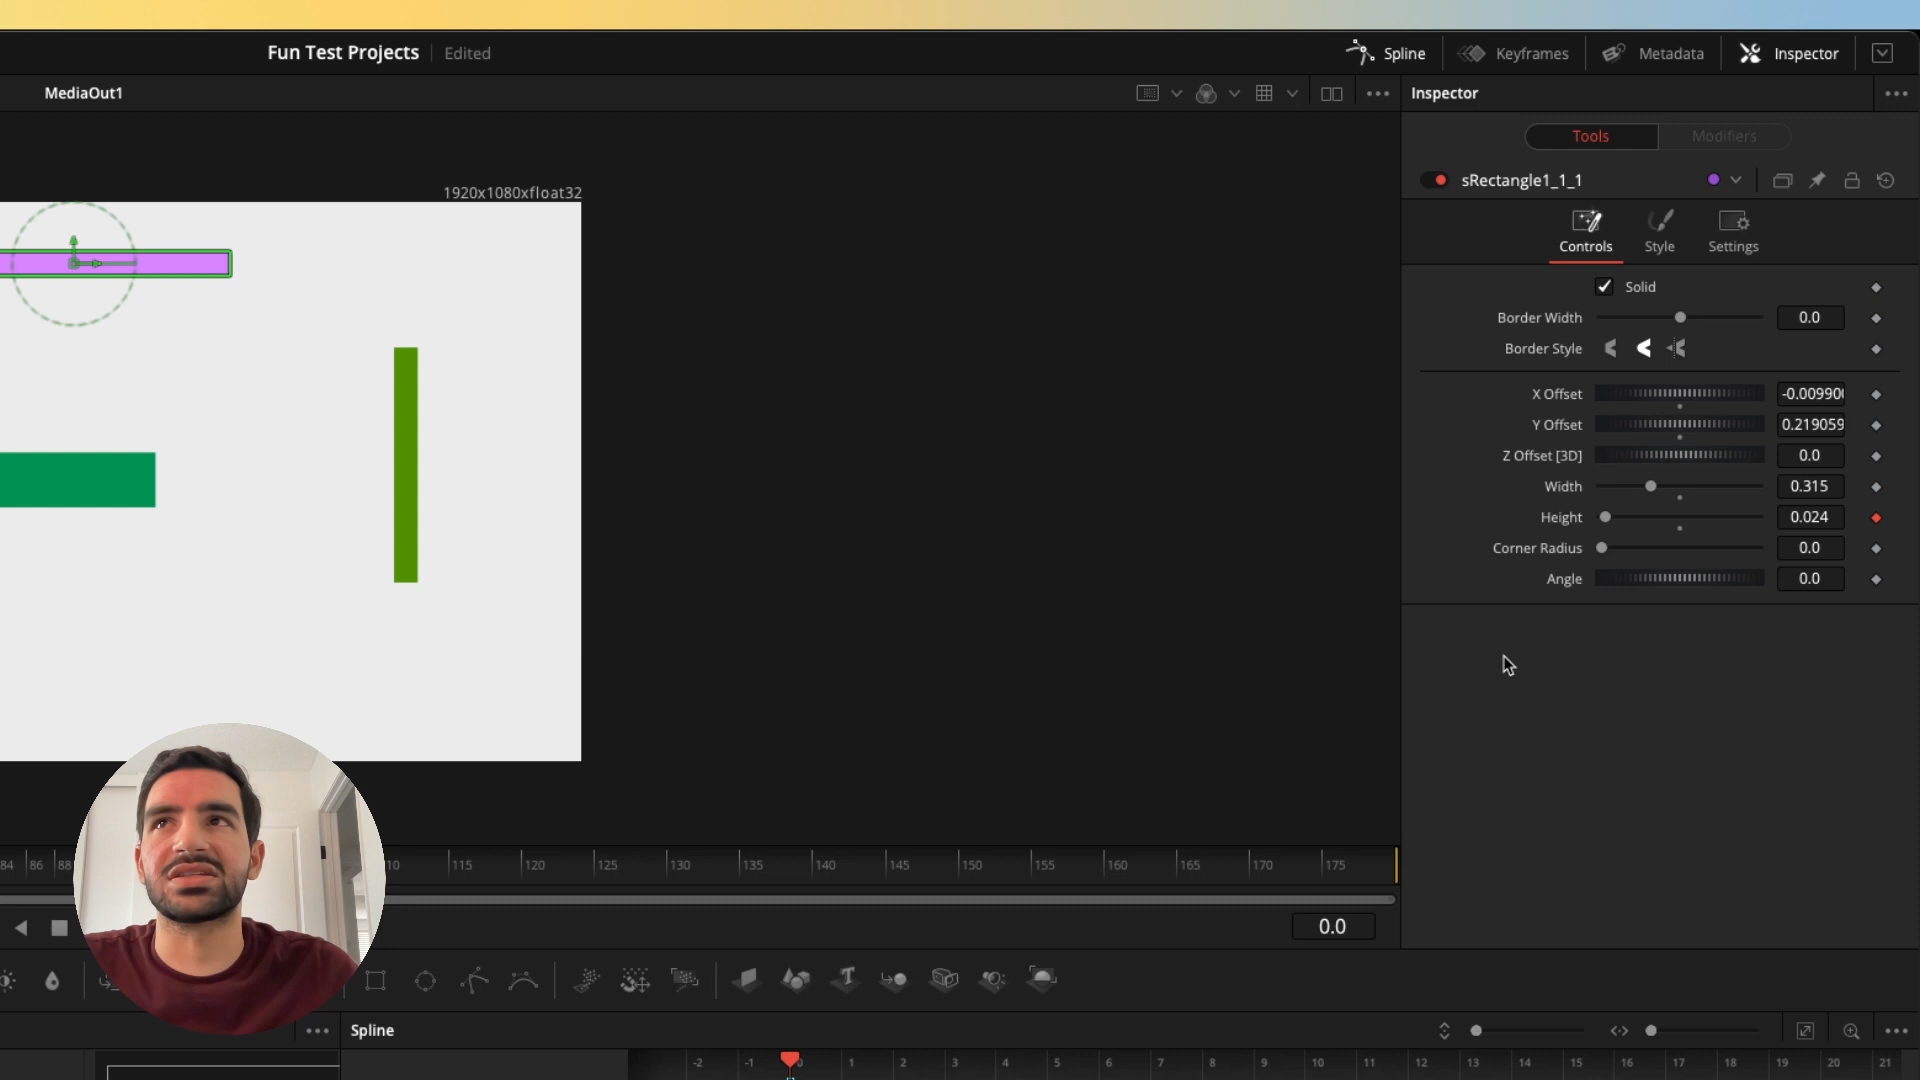 Fun Test Projects
Edited
Spline
Keyframes
Metadata
Inspector
MediaOut1
Inspector
Tools
Modifiers
1920x1080xfloat32
sRectangle1_1_1
Controls
Style
Settings
Solid
Border Width
0.0
Border Style
X Offset
-0.00990
Y Offset
0.219059
Z Offset [3D]
0.0
Width
0.315
Height
0.024
Corner Radius
0.0
Angle
0.0
84 86 88 10 115 120 125 130 135 140 145 150 155 160 165 170 175
0.0
Spline
-2 -1 0 1 2 3 4 5 6 7 8 9 10 11 12 13 14 15 16 17 18 19 20 21